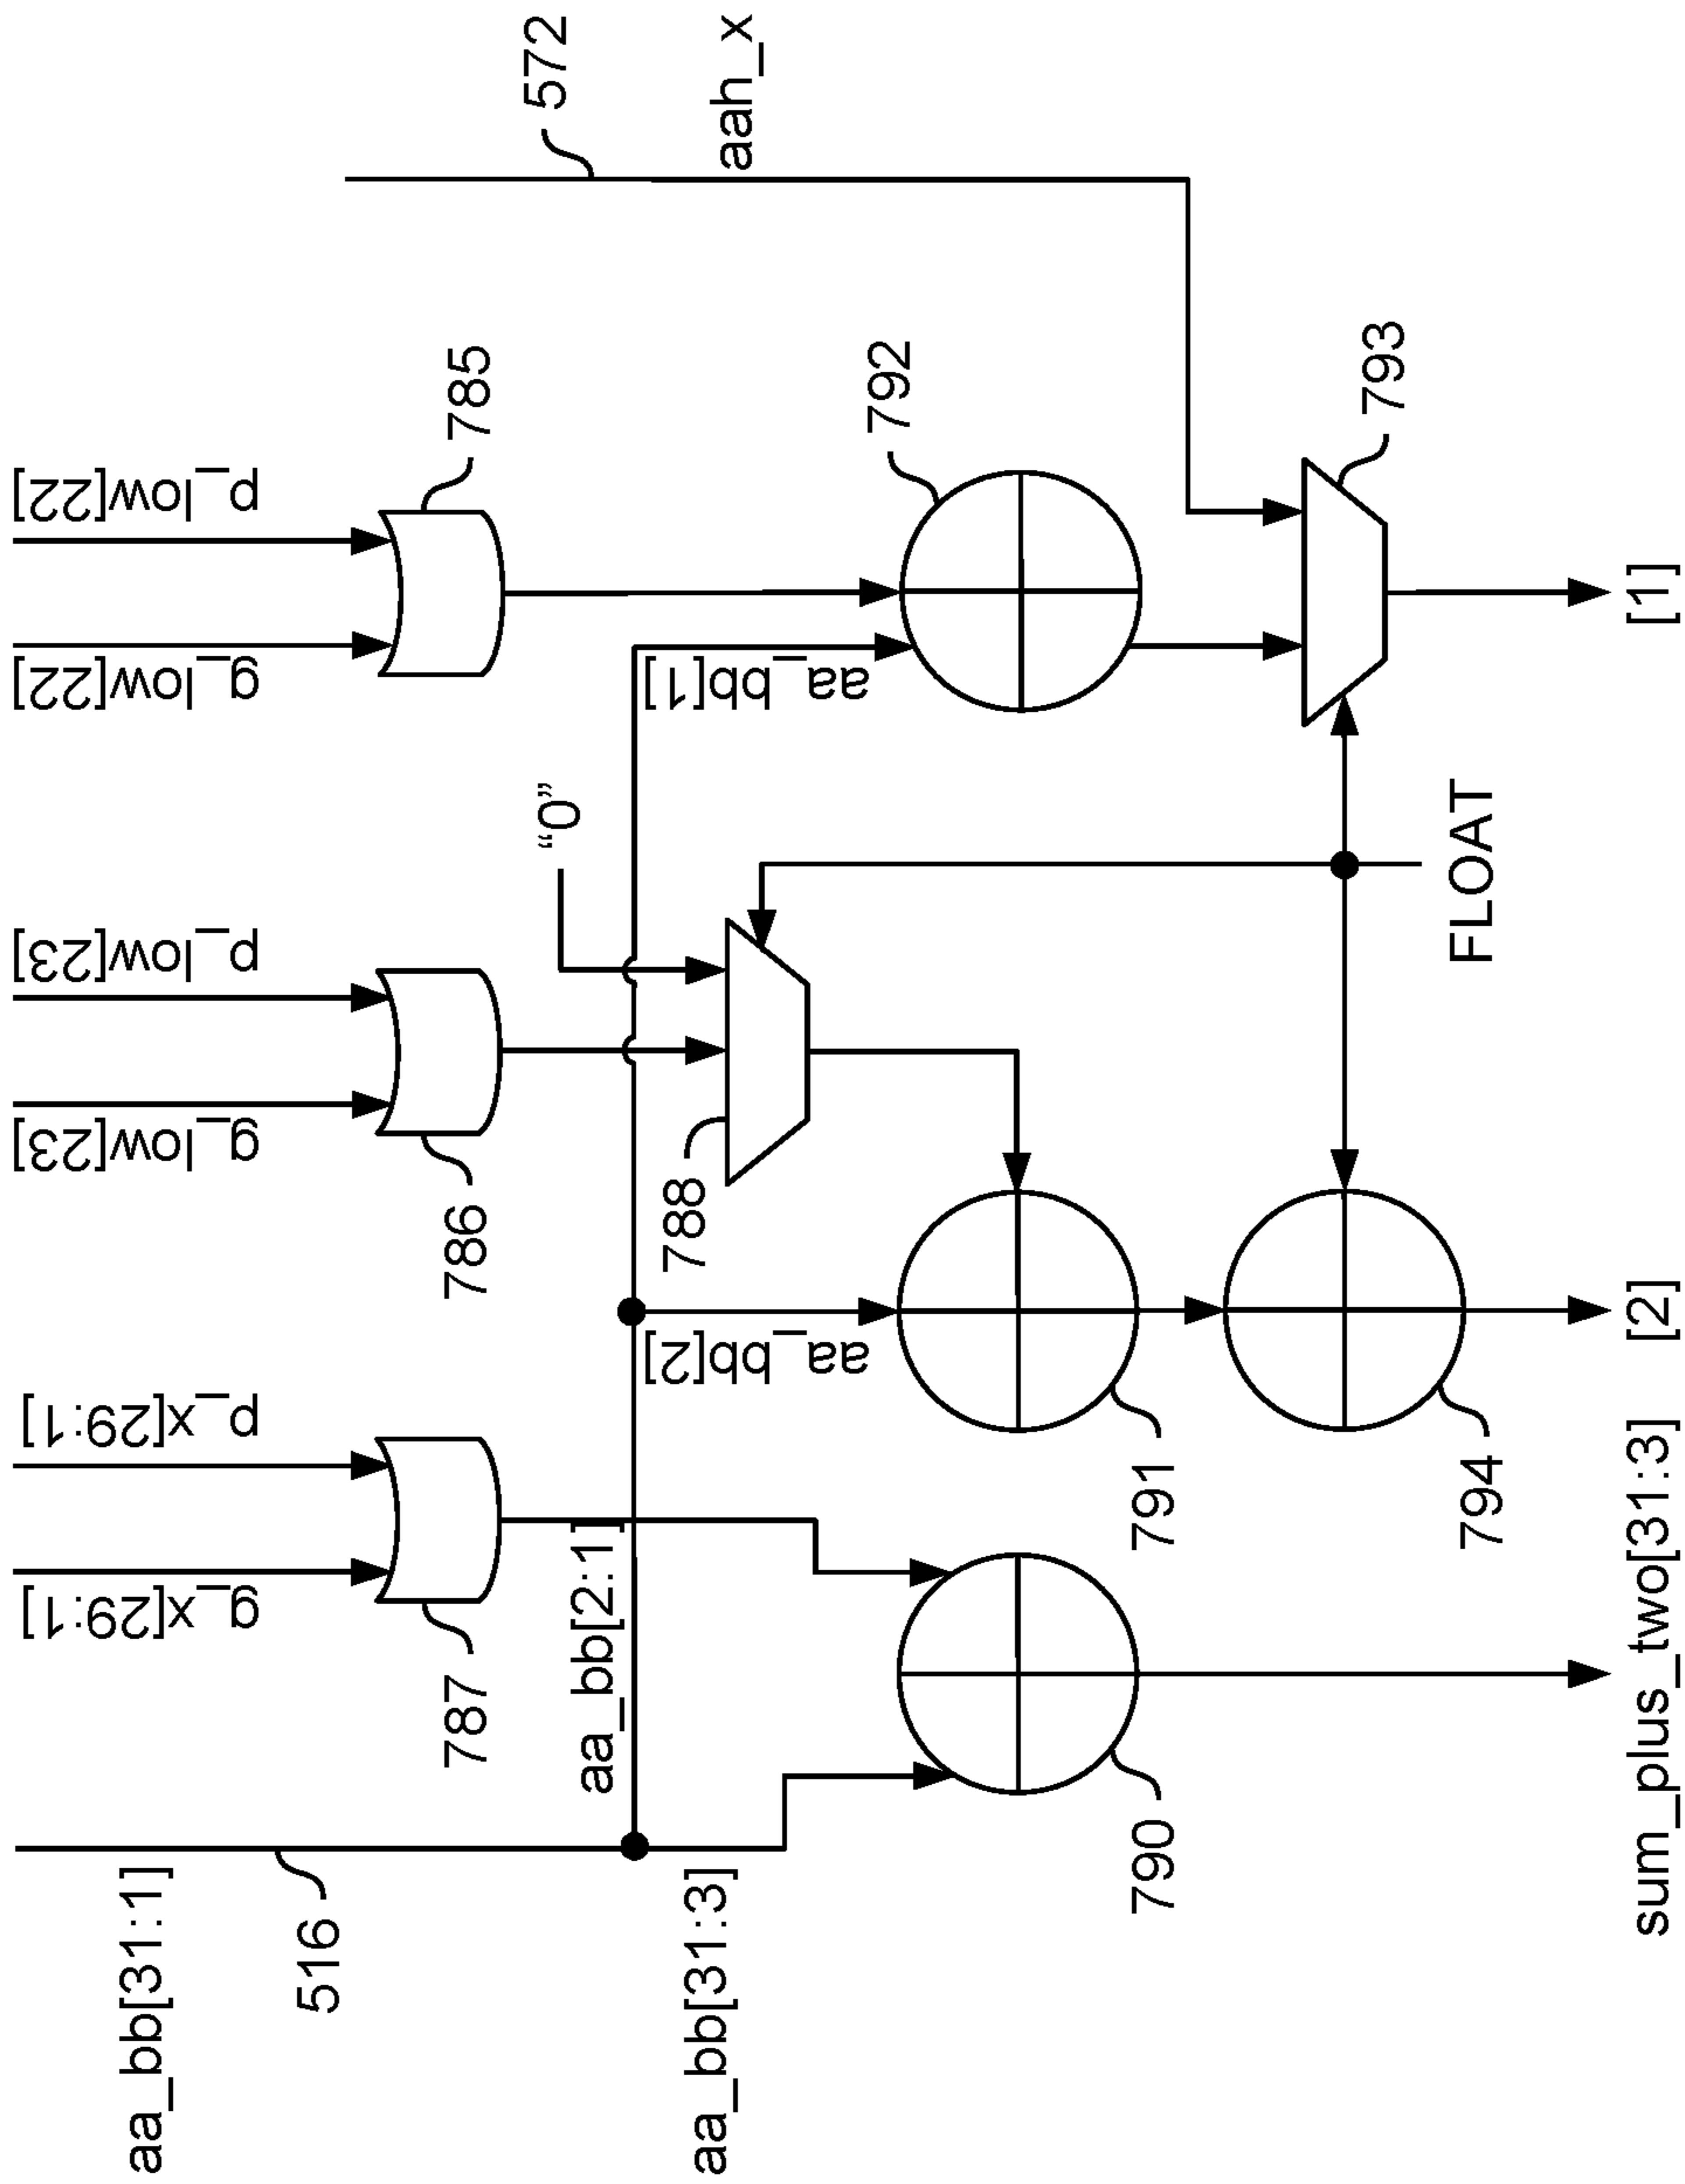 aa_bb[31:1]
516
g_x[29:1]
p_x[29:1]
g_low[23]
p_low[23]
g_low[22]
p_low[22]
572
aah_x
787
786
785
"0"
aa_bb[2:1]
788
aa_bb[31:3]
aa_bb[2]
aa_bb[1]
790
791
792
794
793
FLOAT
sum_plus_two[31:3]
[2]
[1]